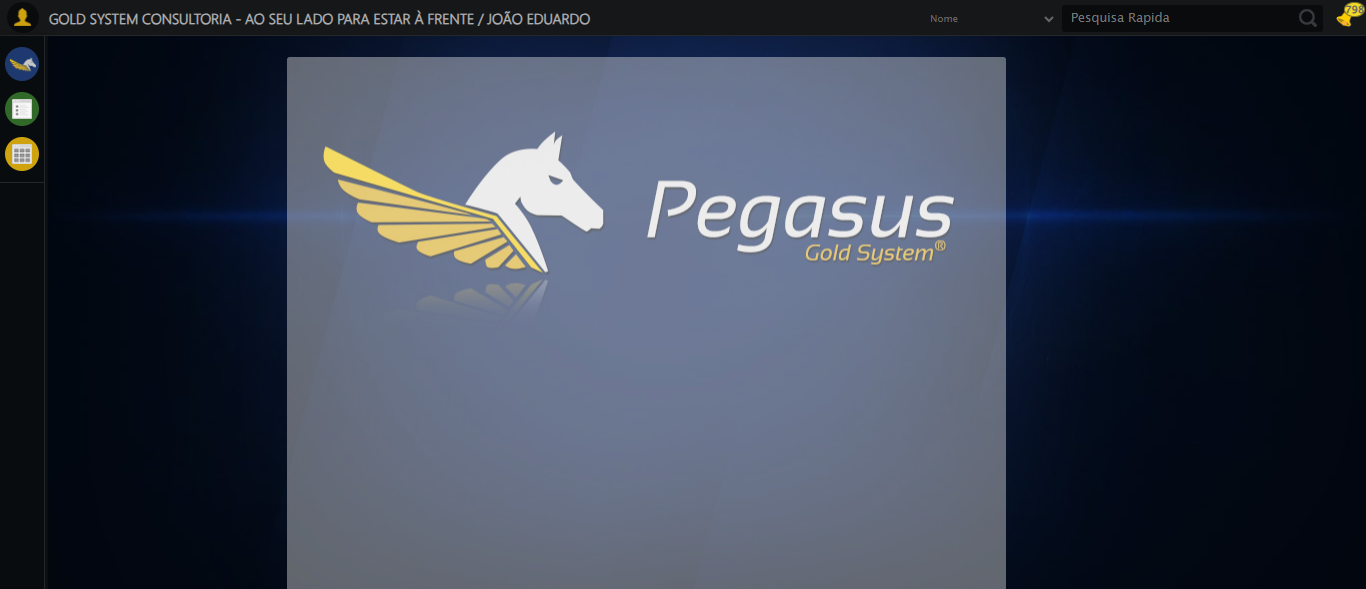 GOLD SYSTEM CONSULTORIA - AO SEU LADO PARA ESTAR À FRENTE / JOÃO EDUARDO
Nome
Pesquisa Rapida
798
Pegasus
Gold System®